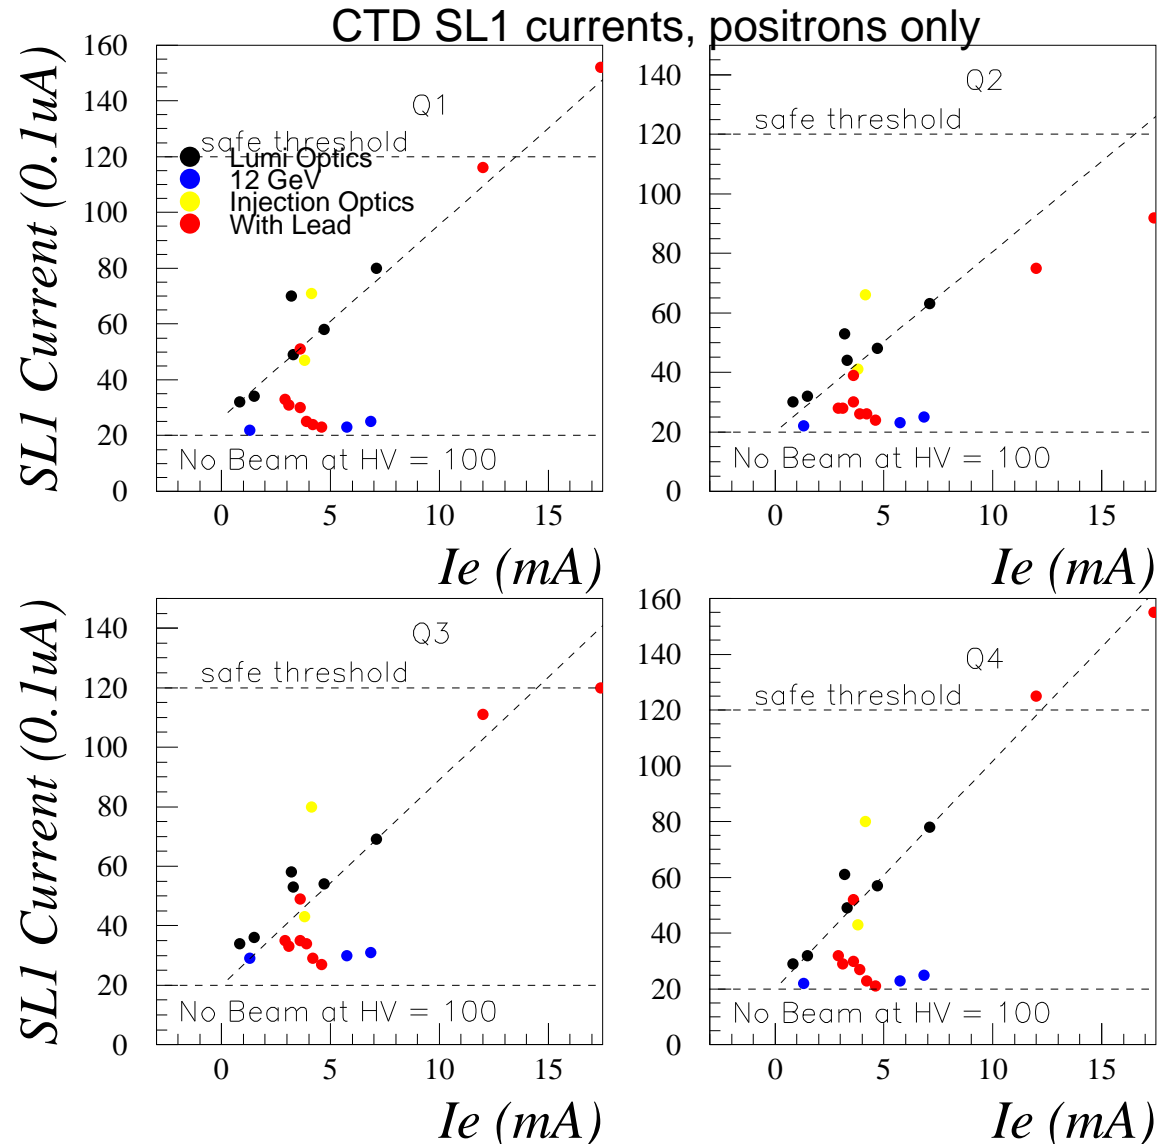 CTD SL1 currents, positrons only
SL1 Current (0.1uA)
160
140
120
100
80
60
40
20
0
Q1
safe threshold
Lumi Optics
12 GeV
Injection Optics
With Lead
No Beam at HV = 100
0 5 10 15
Ie (mA)
140
120
100
80
60
40
20
0
Q2
safe threshold
No Beam at HV = 100
0 5 10 15
Ie (mA)
SL1 Current (0.1uA)
140
120
100
80
60
40
20
0
Q3
safe threshold
No Beam at HV = 100
0 5 10 15
Ie (mA)
160
140
120
100
80
60
40
20
0
Q4
safe threshold
No Beam at HV = 100
0 5 10 15
Ie (mA)